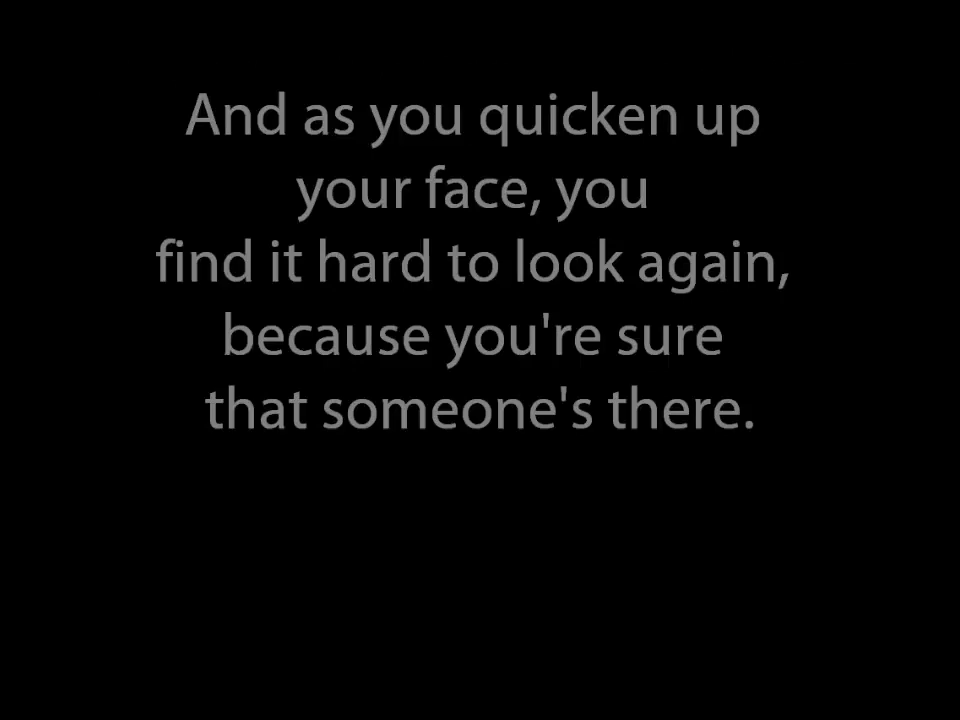 And as you quicken up
your face, you
find it hard to look again,
because you're sure
that someone's there.